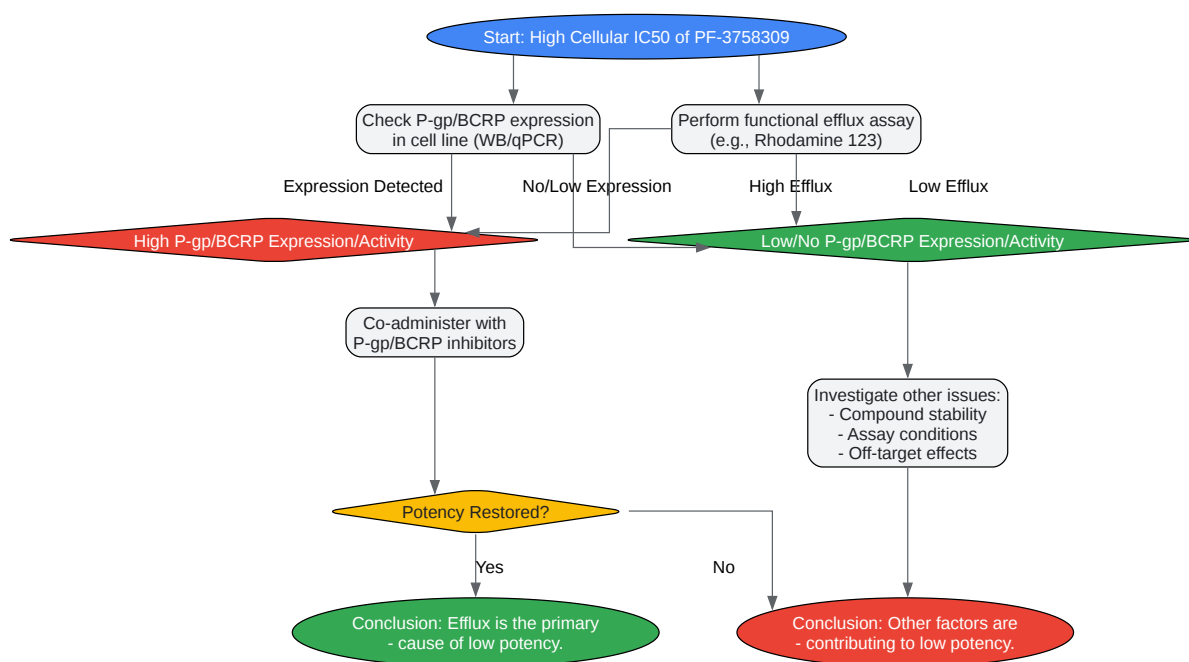 Start: High Cellular IC50 of PF-3758309
Check P-gp/BCRP expression
in cell line (WB/qPCR)
Perform functional efflux assay
(e.g., Rhodamine 123)
Expression Detected
No/Low Expression
High Efflux
Low Efflux
High P-gp/BCRP Expression/Activity
Low/No P-gp/BCRP Expression/Activity
Co-administer with
P-gp/BCRP inhibitors
Investigate other issues:
- Compound stability
- Assay conditions
- Off-target effects
Potency Restored?
Yes
No
Conclusion: Efflux is the primary
- cause of low potency.
Conclusion: Other factors are
- contributing to low potency.